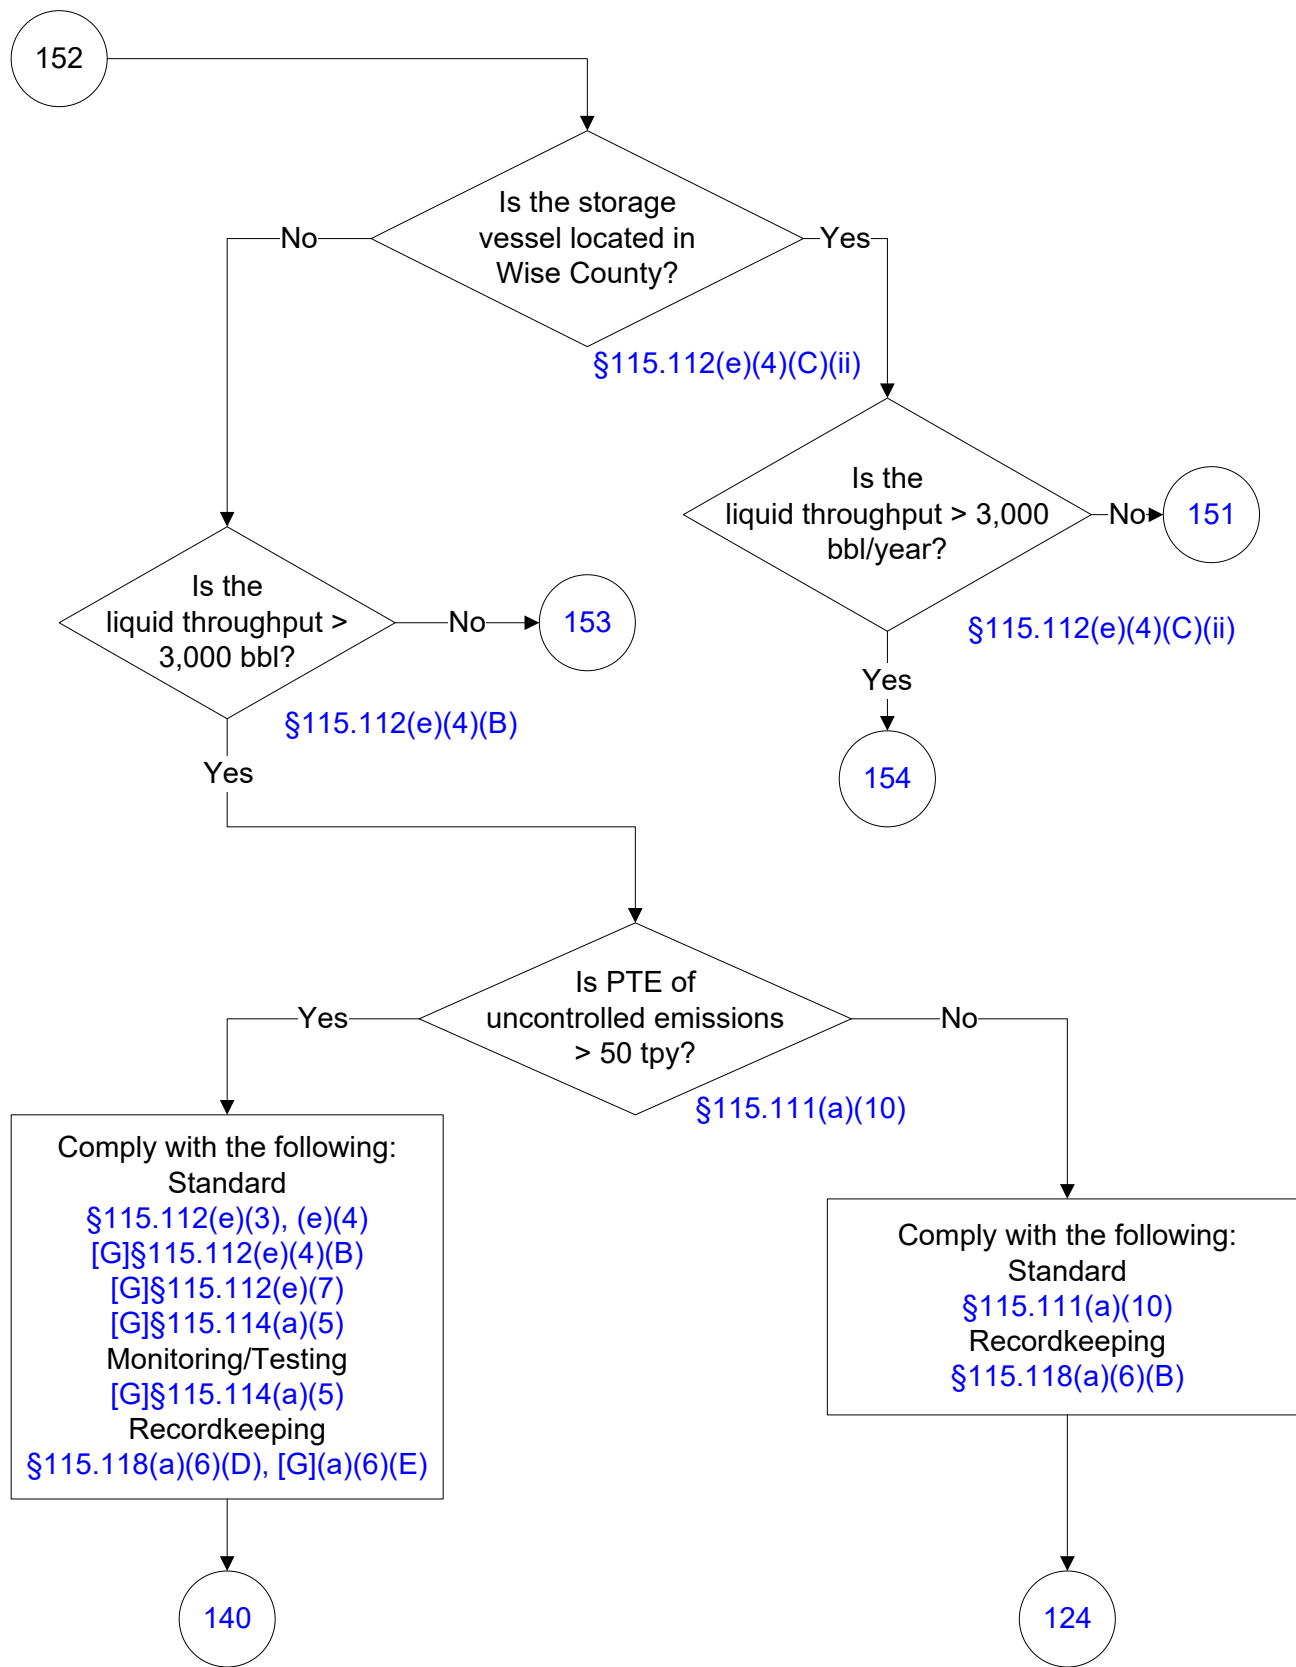 152
Is the storage
vessel located in
Wise County?
No
Yes
§115.112(e)(4)(C)(ii)
Is the
liquid throughput > 3,000
bbl/year?
No
151
§115.112(e)(4)(C)(ii)
Yes
154
Is the
liquid throughput >
3,000 bbl?
No
153
§115.112(e)(4)(B)
Yes
Is PTE of
uncontrolled emissions
> 50 tpy?
Yes
No
§115.111(a)(10)
Comply with the following:
Standard
§115.112(e)(3), (e)(4)
[G]§115.112(e)(4)(B)
[G]§115.112(e)(7)
[G]§115.114(a)(5)
Monitoring/Testing
[G]§115.114(a)(5)
Recordkeeping
§115.118(a)(6)(D), [G](a)(6)(E)
140
Comply with the following:
Standard
§115.111(a)(10)
Recordkeeping
§115.118(a)(6)(B)
124